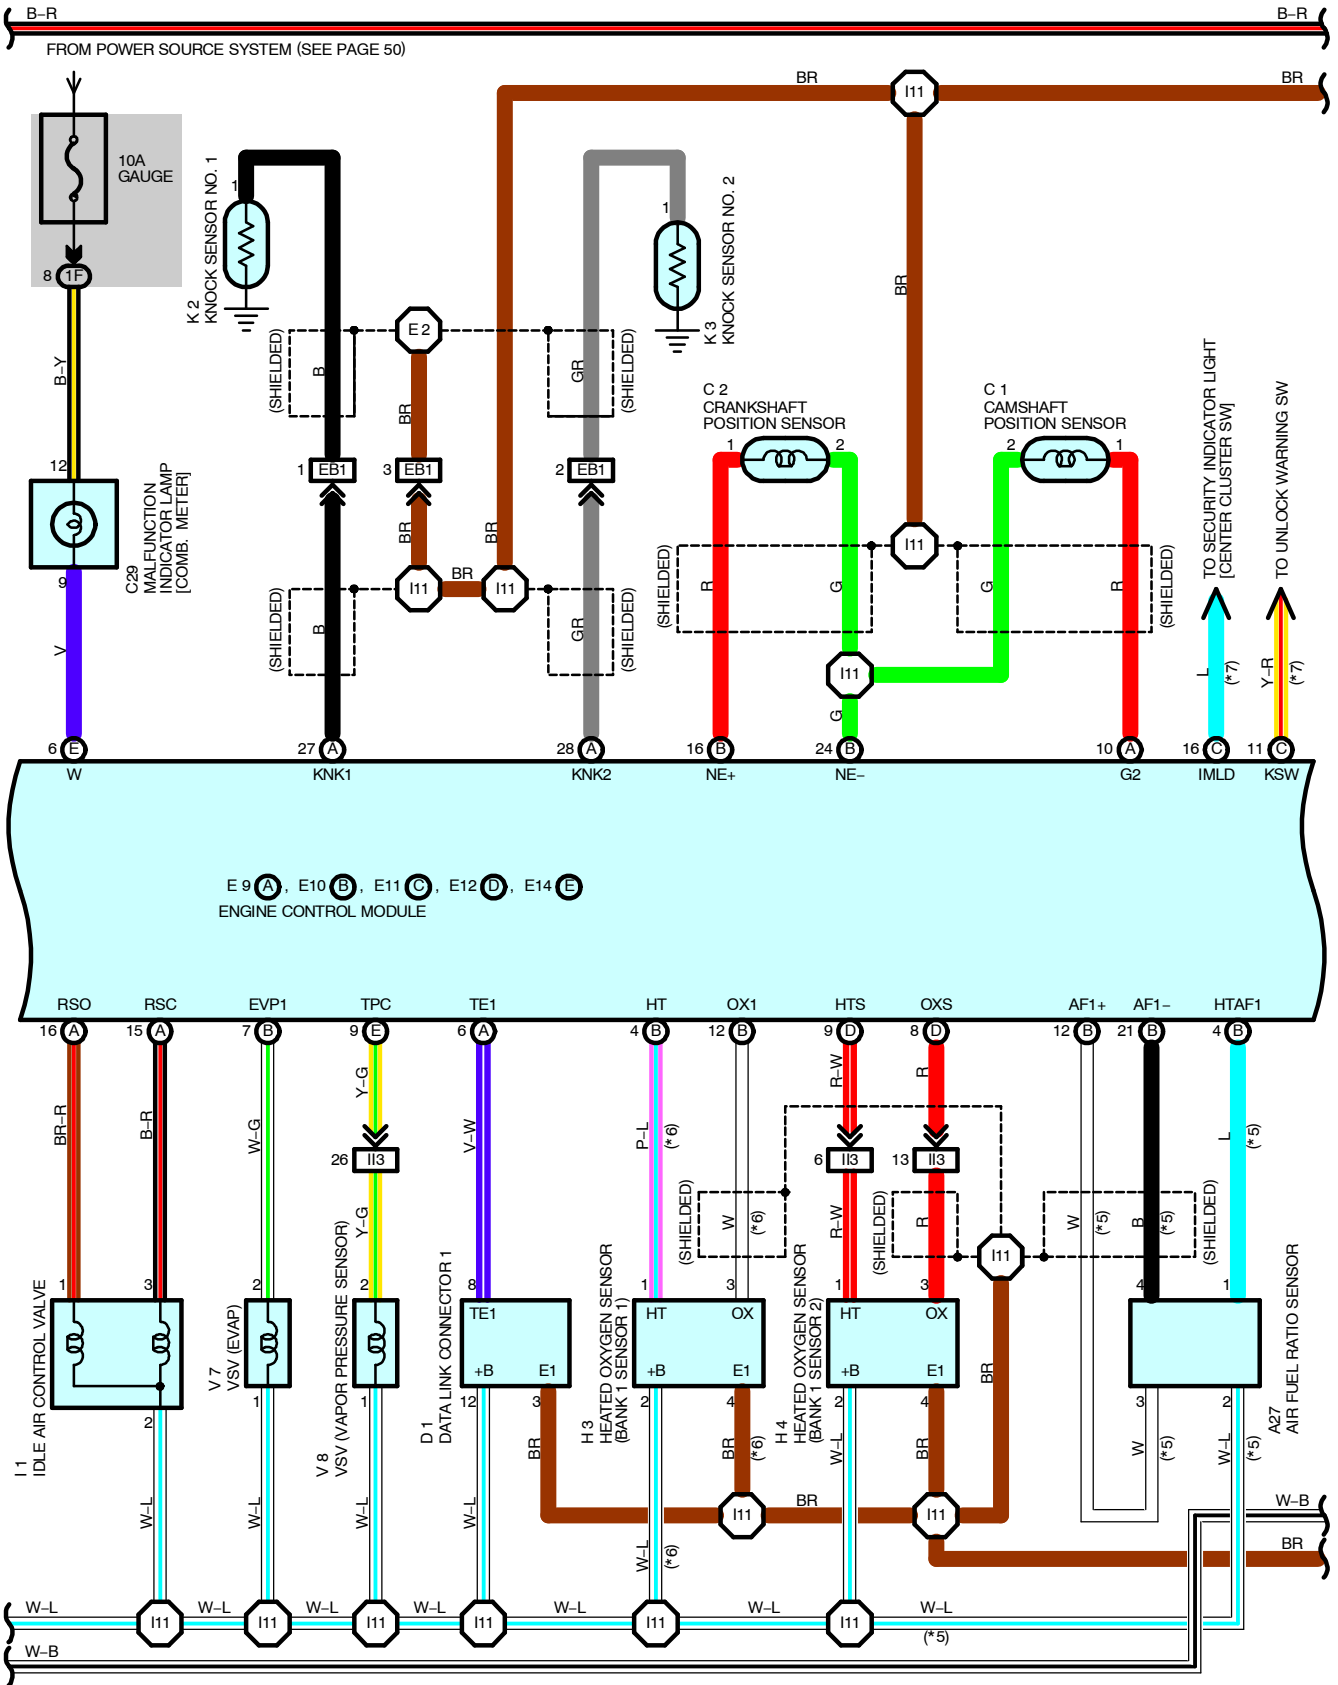 B–R B–R
FROM POWER SOURCE SYSTEM (SEE PAGE 50)
BR I11 BR
10A
GAUGE
8 1F
B–Y
12
C29
MALFUNCTION
INDICATOR LAMP
[COMB. METER]
9
V
1
K 2
KNOCK SENSOR NO. 1
1
K 3
KNOCK SENSOR NO. 2
(SHIELDED) B E 2 GR (SHIELDED)
BR
1 EB1 3 EB1 2 EB1
BR BR
I11 BR I11
(SHIELDED) B GR (SHIELDED)
BR
C 2
CRANKSHAFT
POSITION SENSOR
1 2
C 1
CAMSHAFT
POSITION SENSOR
2 1
I11
(SHIELDED) R G G R (SHIELDED)
I11
G
TO SECURITY INDICATOR LIGHT
[CENTER CLUSTER SW]
L
(*7)
TO UNLOCK WARNING SW
Y–R
(*7)
6 E 27 A 28 A 16 B 24 B 10 A 16 C 11 C
W KNK1 KNK2 NE+ NE– G2 IMLD KSW
E 9 A , E10 B , E11 C , E12 D , E14 E
ENGINE CONTROL MODULE
RSO RSC EVP1 TPC TE1 HT OX1 HTS OXS AF1+ AF1– HTAF1
16 A 15 A 7 B 9 E 6 A 4 B 12 B 9 D 8 D 12 B 21 B 4 B
BR–R B–R W–G Y–G V–W P–L (*6) R–W R L (*5)
26 II3 6 II3 13 II3
Y–G (SHIELDED) W (*6) R–W (SHIELDED) R W (*5) B (*5) (SHIELDED)
I11
1 3 2 2 8 1 3 1 3 4 1
TE1 HT OX HT OX
+B E1 +B E1 +B E1
2 1 1 12 3 2 4 2 4 3 2
I 1
IDLE AIR CONTROL VALVE
V 7
VSV (EVAP)
V 8
VSV (VAPOR PRESSURE SENSOR)
D 1
DATA LINK CONNECTOR 1
H 3
HEATED OXYGEN SENSOR
(BANK 1 SENSOR 1)
H 4
HEATED OXYGEN SENSOR
(BANK 1 SENSOR 2)
A27
AIR FUEL RATIO SENSOR
BR
BR BR (*6) W–L BR W (*5) W–L (*5)
W–L W–L W–L W–L I11 BR I11 W–B
W–L (*6) BR
W–L I11 W–L I11 W–L I11 W–L I11 W–L I11 W–L I11 W–L
(*5)
W–B